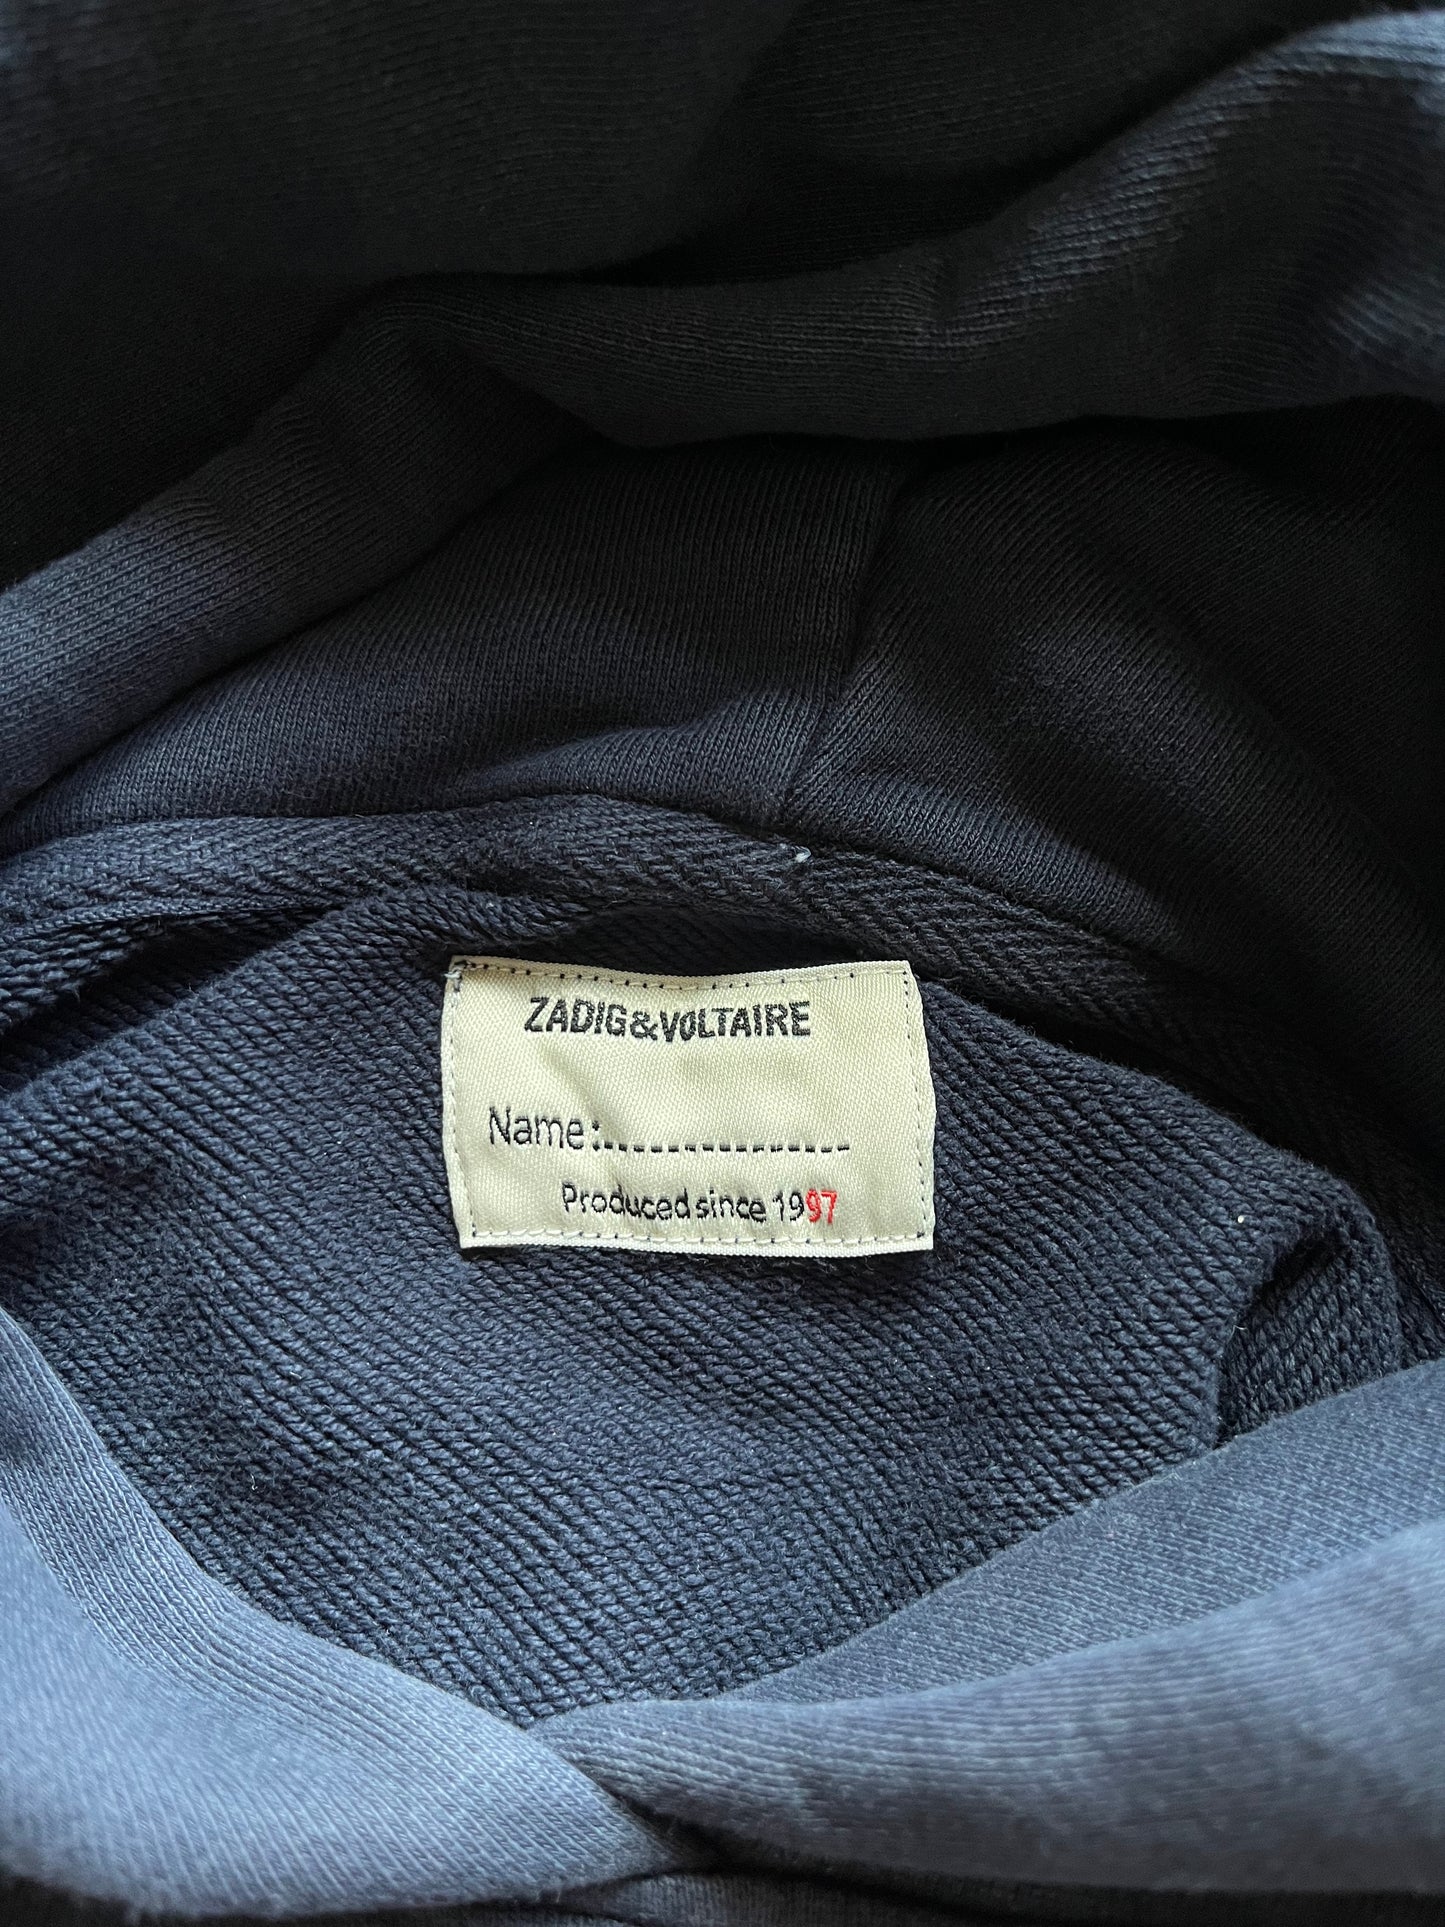 ZADIG&VOLTAIRE
Name:---------------
Produced since 1997